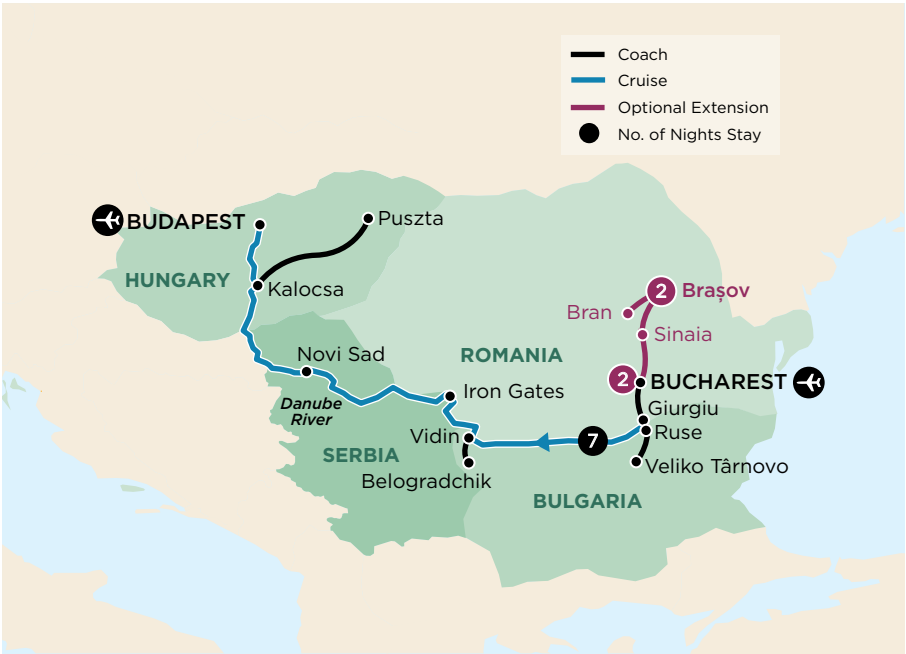 Coach
Cruise
Optional Extension
No. of Nights Stay
BUDAPEST
Puszta
HUNGARY
Kalocsa
2
Brașov
Bran
Sinaia
Novi Sad
ROMANIA
2
BUCHAREST
Iron Gates
Danube
River
Giurgiu
Ruse
Vidin
7
SERBIA
Veliko Târnovo
Belogradchik
BULGARIA